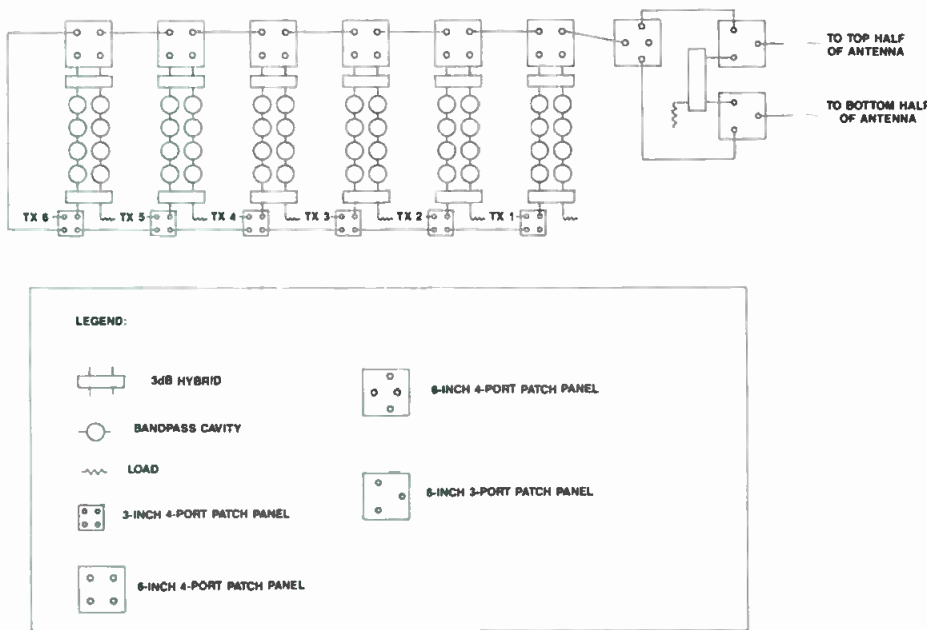 TO TOP HALF
OF ANTENNA
TO BOTTOM HALF
OF ANTENNA
TX 6
TX 5
TX 4
TX 3
TX 2
TX 1
LEGEND:
3dB HYBRID
BANDPASS CAVITY
LOAD
3-INCH 4-PORT PATCH PANEL
6-INCH 4-PORT PATCH PANEL
6-INCH 4-PORT PATCH PANEL
6-INCH 3-PORT PATCH PANEL